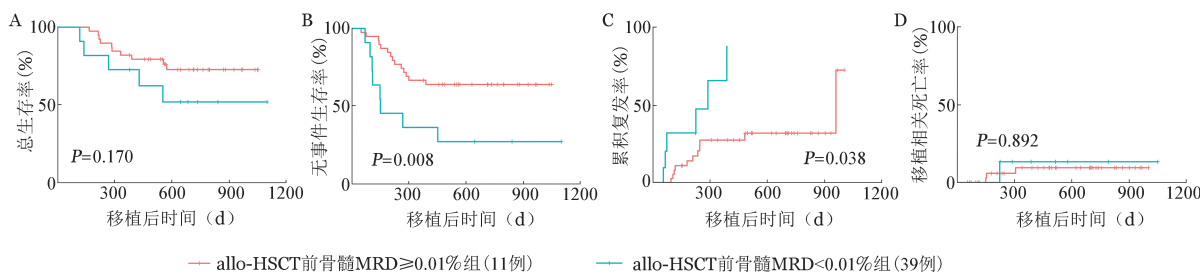 A
总生存率(%)
100
50
P=0.170
300 600 900 1200
移植后时间（d）
B
无事件生存率(%)
100
50
0
P=0.008
300 600 900 1200
移植后时间（d）
C
累积复发率(%)
100
50
0
P=0.038
300 600 900 1200
移植后时间（d）
D
移植相关死亡率(%)
100
50
0
P=0.892
300 600 900 1200
移植后时间（d）
allo-HSCT前骨髓MRD≥0.01%组(11例)
allo-HSCT前骨髓MRD<0.01%组(39例)